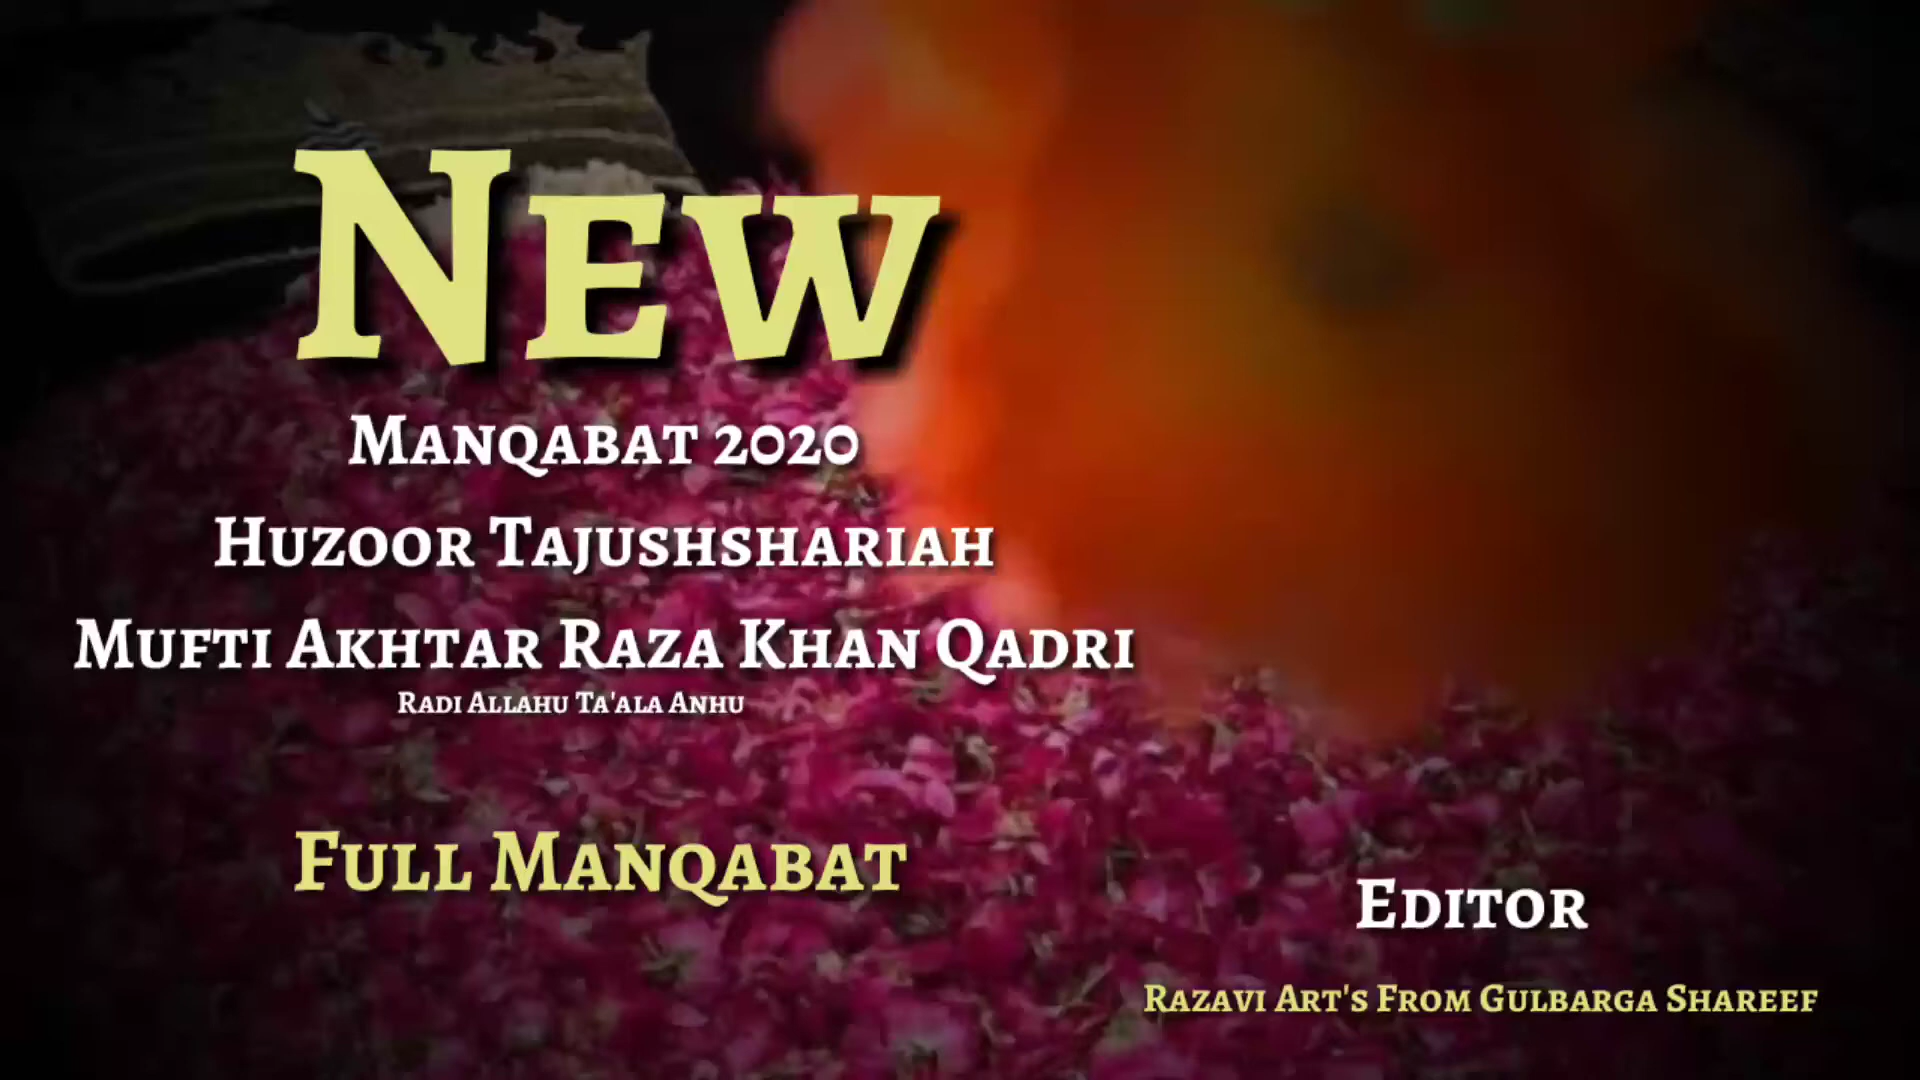 New
Manqabat 2020
Huzoor Tajushshariah
Mufti Akhtar Raza Khan Qadri
Radi Allahu Ta'ala Anhu
Full Manqabat
Editor
Razavi Art's From Gulbarga Shareef